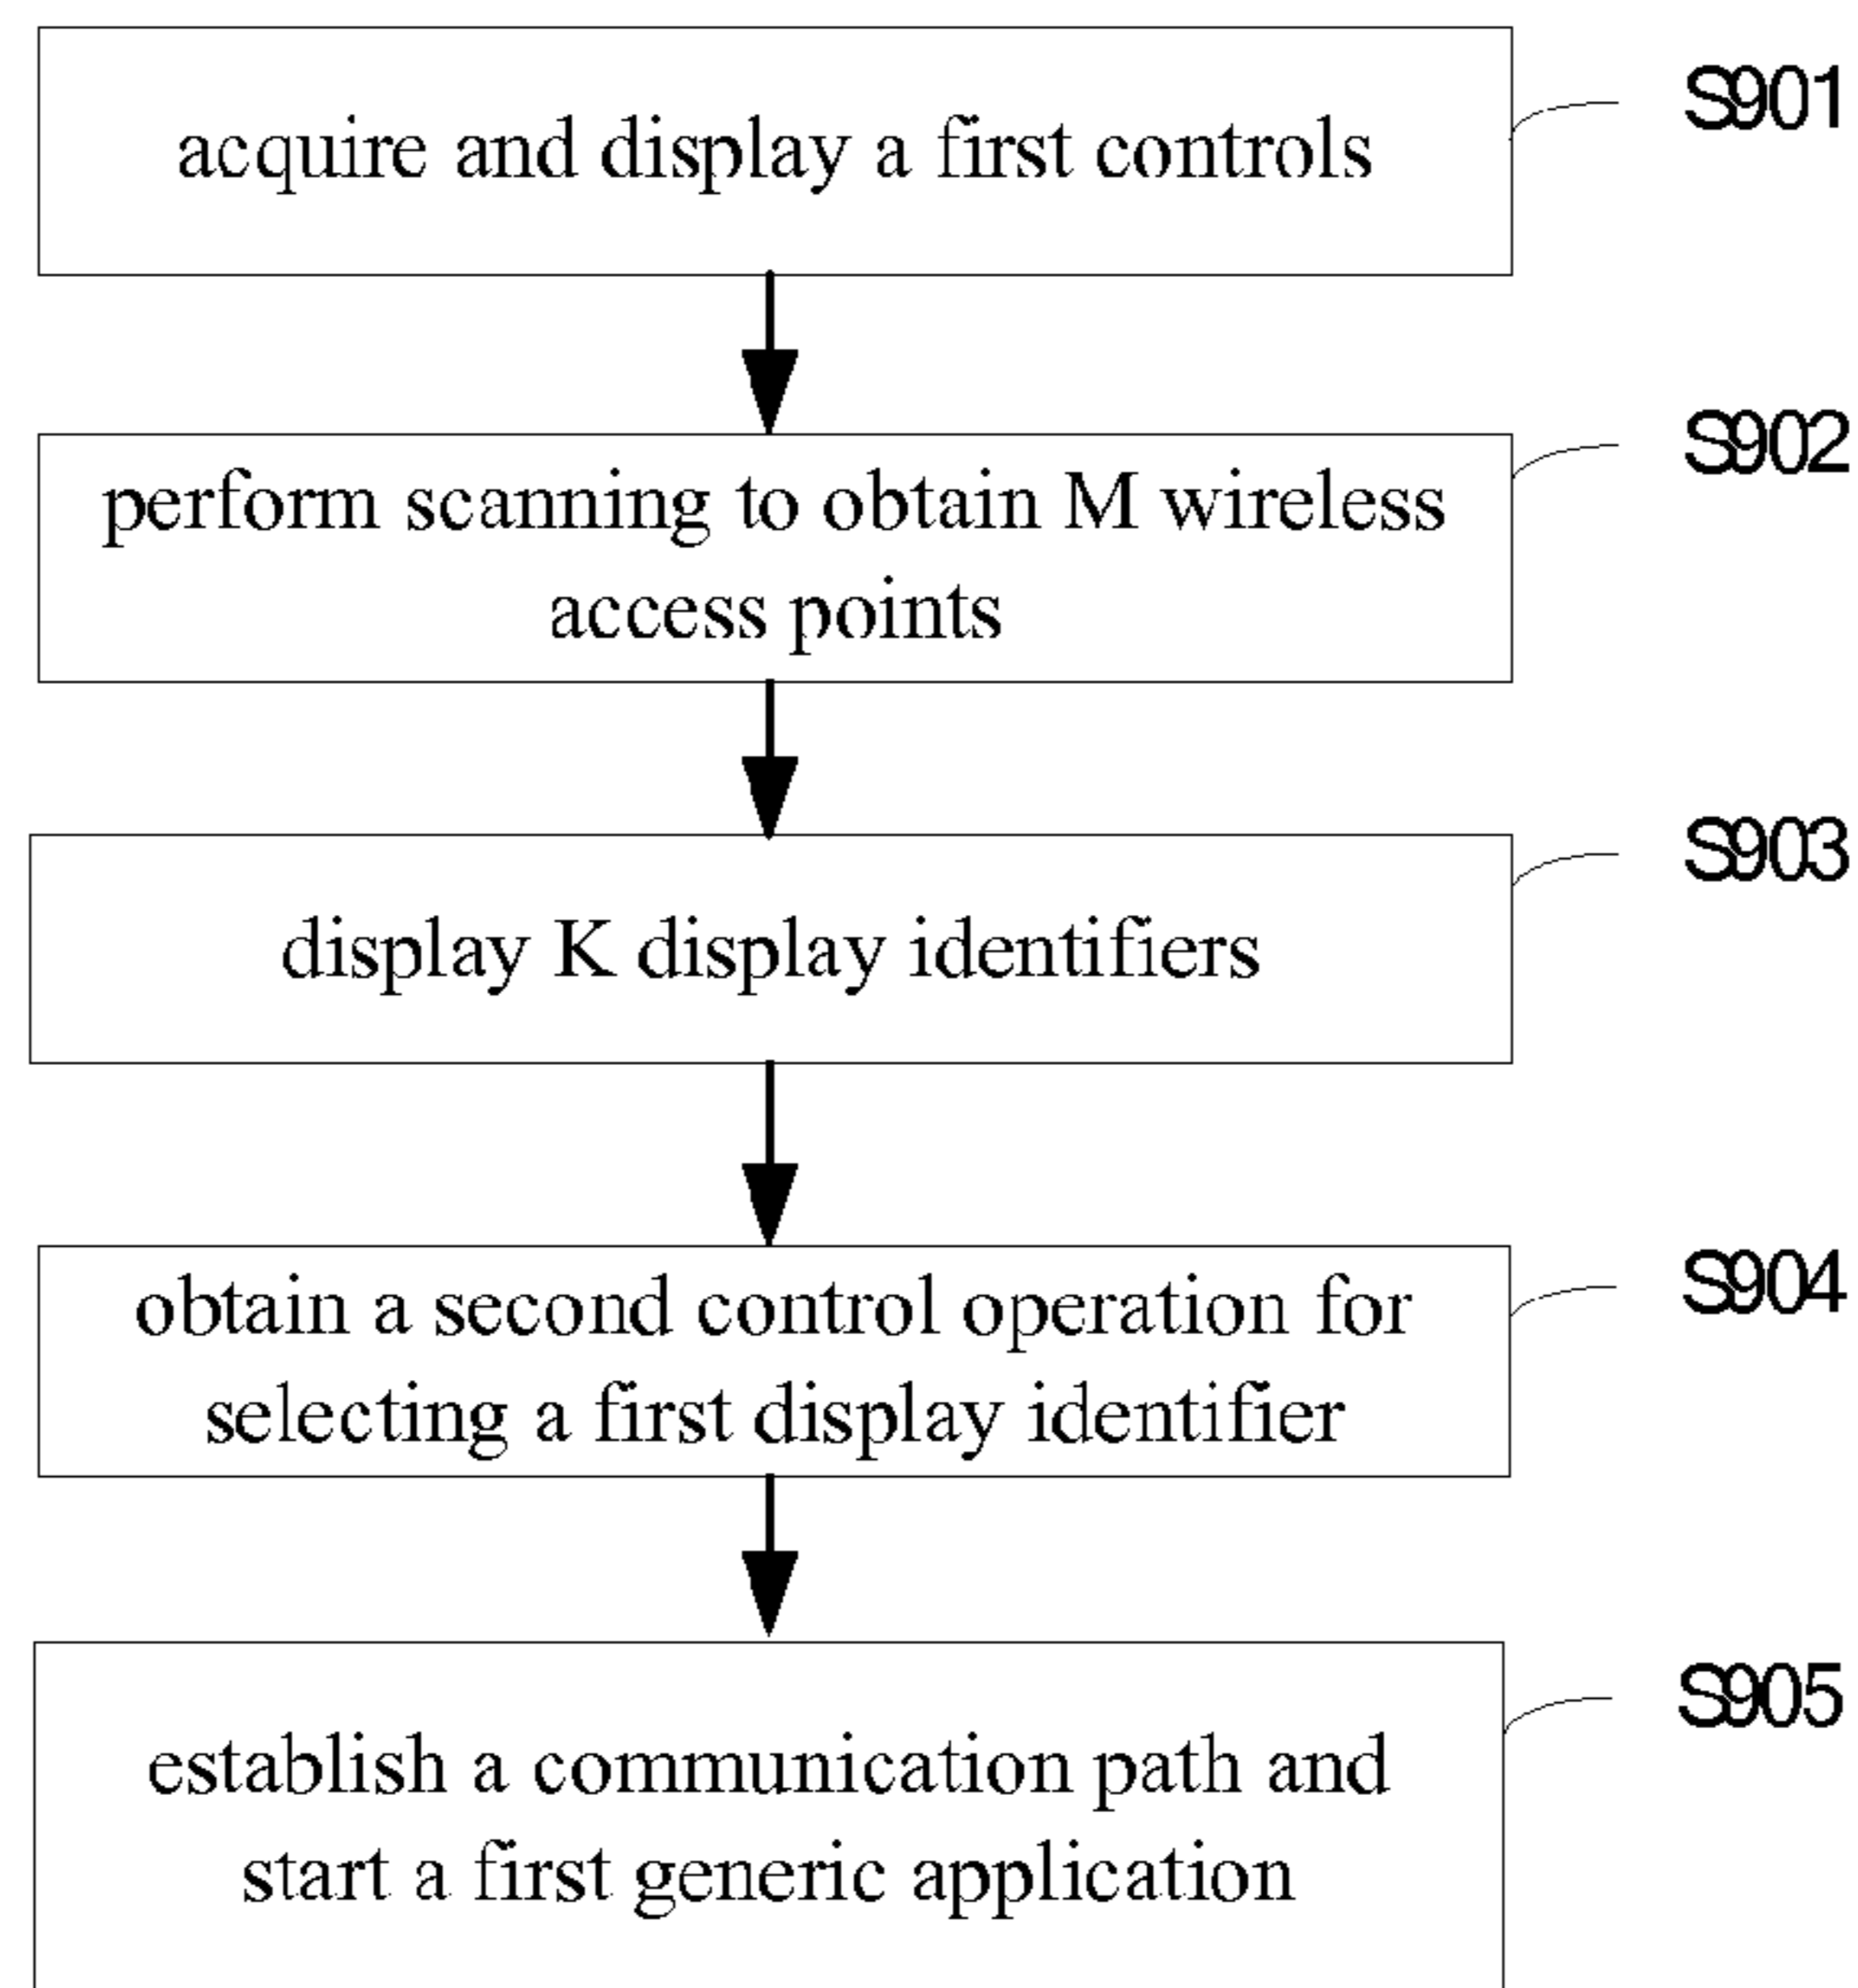 acquire and display a first controls
S901
perform scanning to obtain M wireless
access points
S902
display K display identifiers
S903
obtain a second control operation for
selecting a first display identifier
S904
establish a communication path and
start a first generic application
S905